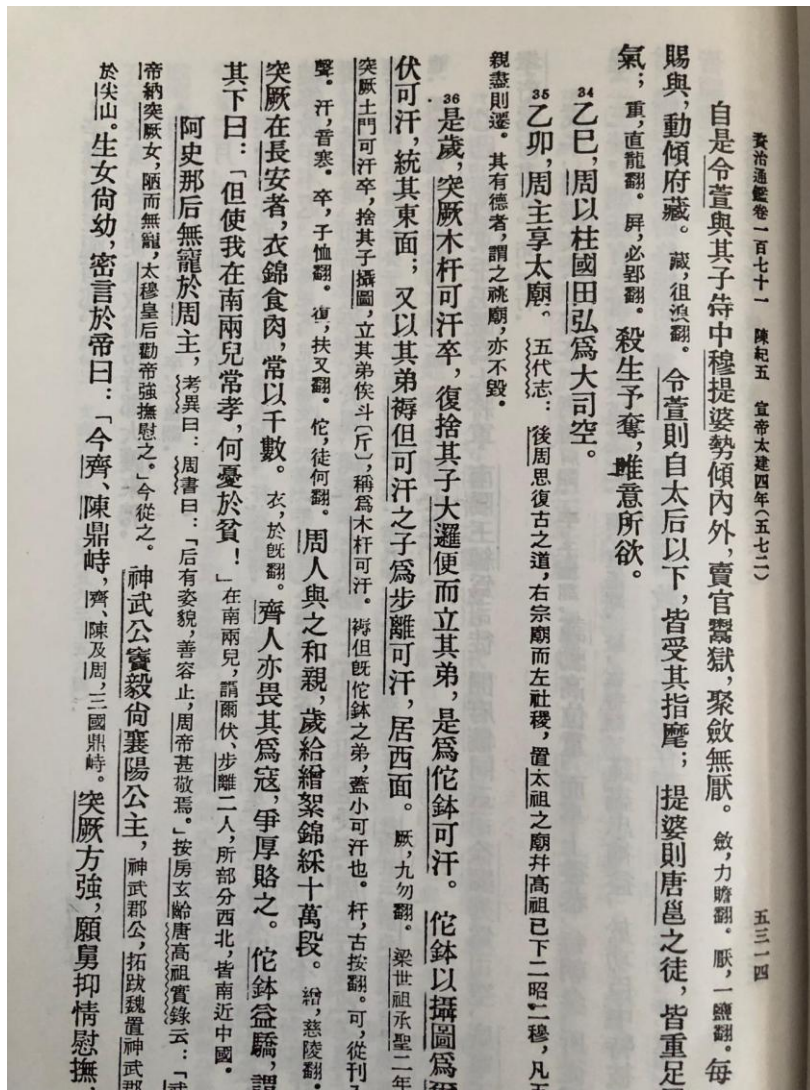 資治通鑑卷一百七十一　陳紀五　宣帝太建四年(五七二)　五三一四
自是令萱與其子侍中穆提婆勢傾內外，賣官鬻獄，聚斂無厭。斂，力贍翻。厭，一鹽翻。每
賜與，動傾府藏。藏，徂浪翻。令萱則自太后以下，皆受其指麾；提婆則唐邕之徒，皆重足
氣；重，直龍翻。屏，必郢翻。殺生予奪，唯意所欲。
34乙巳，周以柱國田弘爲大司空。
35乙卯，周主享太廟。五代志：後周思復古之道，右宗廟而左社稷，置太祖之廟幷高祖已下二昭二穆，凡五
親盡則遷。其有德者，謂之祧廟，亦不毀。
36是歲，突厥木杆可汗卒，復捨其子大邏便而立其弟，是爲佗鉢可汗。佗鉢以攝圖爲爾
伏可汗，統其東面；又以其弟褥但可汗之子爲步離可汗，居西面。厥，九勿翻。梁世祖承聖二年
突厥土門可汗卒，捨其子攝圖，立其弟俟斗〔斤〕，稱爲木杆可汗。褥但旣佗鉢之弟，蓋小可汗也。杆，古按翻。可，從刊入
聲。汗，音寒。卒，子恤翻。復，扶又翻。佗，徒何翻。周人與之和親，歲給繒絮錦綵十萬段。繒，慈陵翻。
突厥在長安者，衣錦食肉，常以千數。衣，於旣翻。齊人亦畏其爲寇，爭厚賂之。佗鉢益驕，謂
其下曰：「但使我在南兩兒常孝，何憂於貧！」在南兩兒，謂爾伏、步離二人，所部分西北，皆南近中國。
阿史那后無寵於周主，考異曰：周書曰：「后有姿貌，善容止，周帝甚敬焉。」按房玄齡唐高祖實錄云：「武
帝納突厥女，陋而無寵，太穆皇后勸帝強撫慰之。」今從之。神武公竇毅尙襄陽公主，神武郡公，拓跋魏置神武郡
於尖山。生女尙幼，密言於帝曰：「今齊、陳鼎峙，齊、陳及周，三國鼎峙。突厥方強，願舅抑情慰撫，